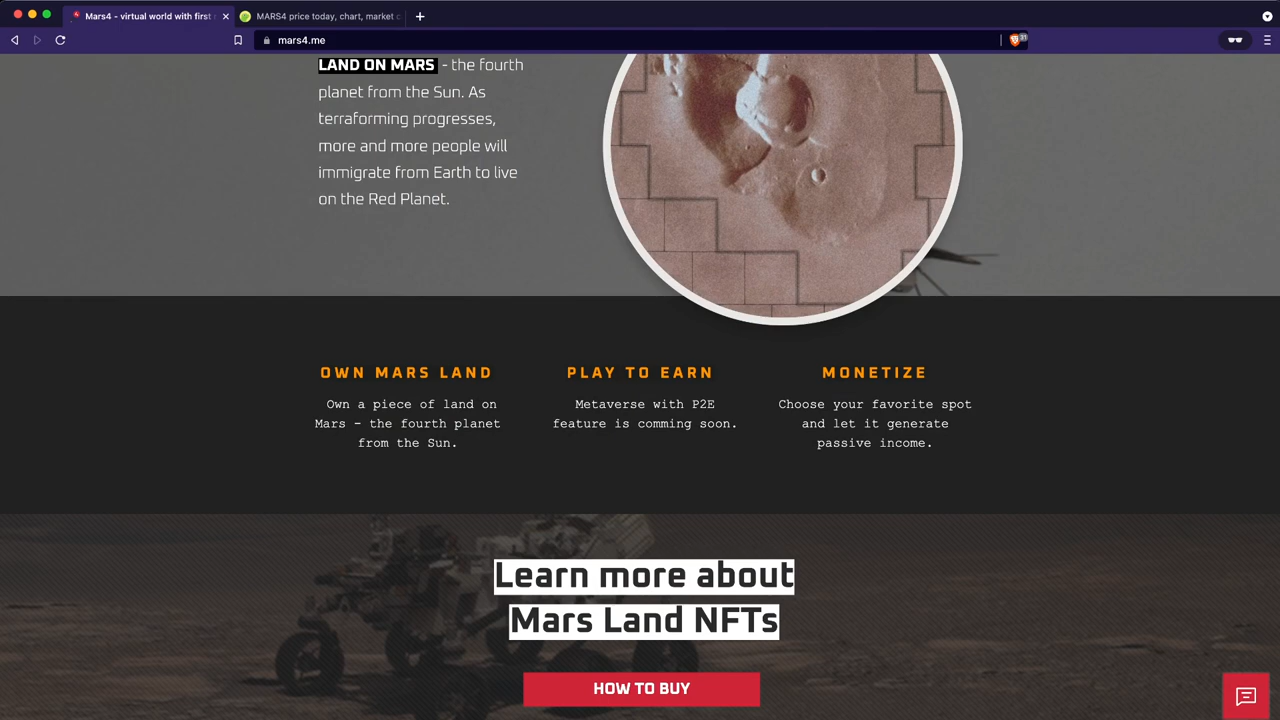 Mars4 - virtual world with first
MARS4 price today, chart, market c
mars4.me
31
LAND ON MARS - the fourth
planet from the Sun. As
terraforming progresses,
more and more people will
immigrate from Earth to live
on the Red Planet.
OWN MARS LAND
Own a piece of land on
Mars - the fourth planet
from the Sun.
PLAY TO EARN
Metaverse with P2E
feature is comming soon.
MONETIZE
Choose your favorite spot
and let it generate
passive income.
Learn more about
Mars Land NFTs
HOW TO BUY